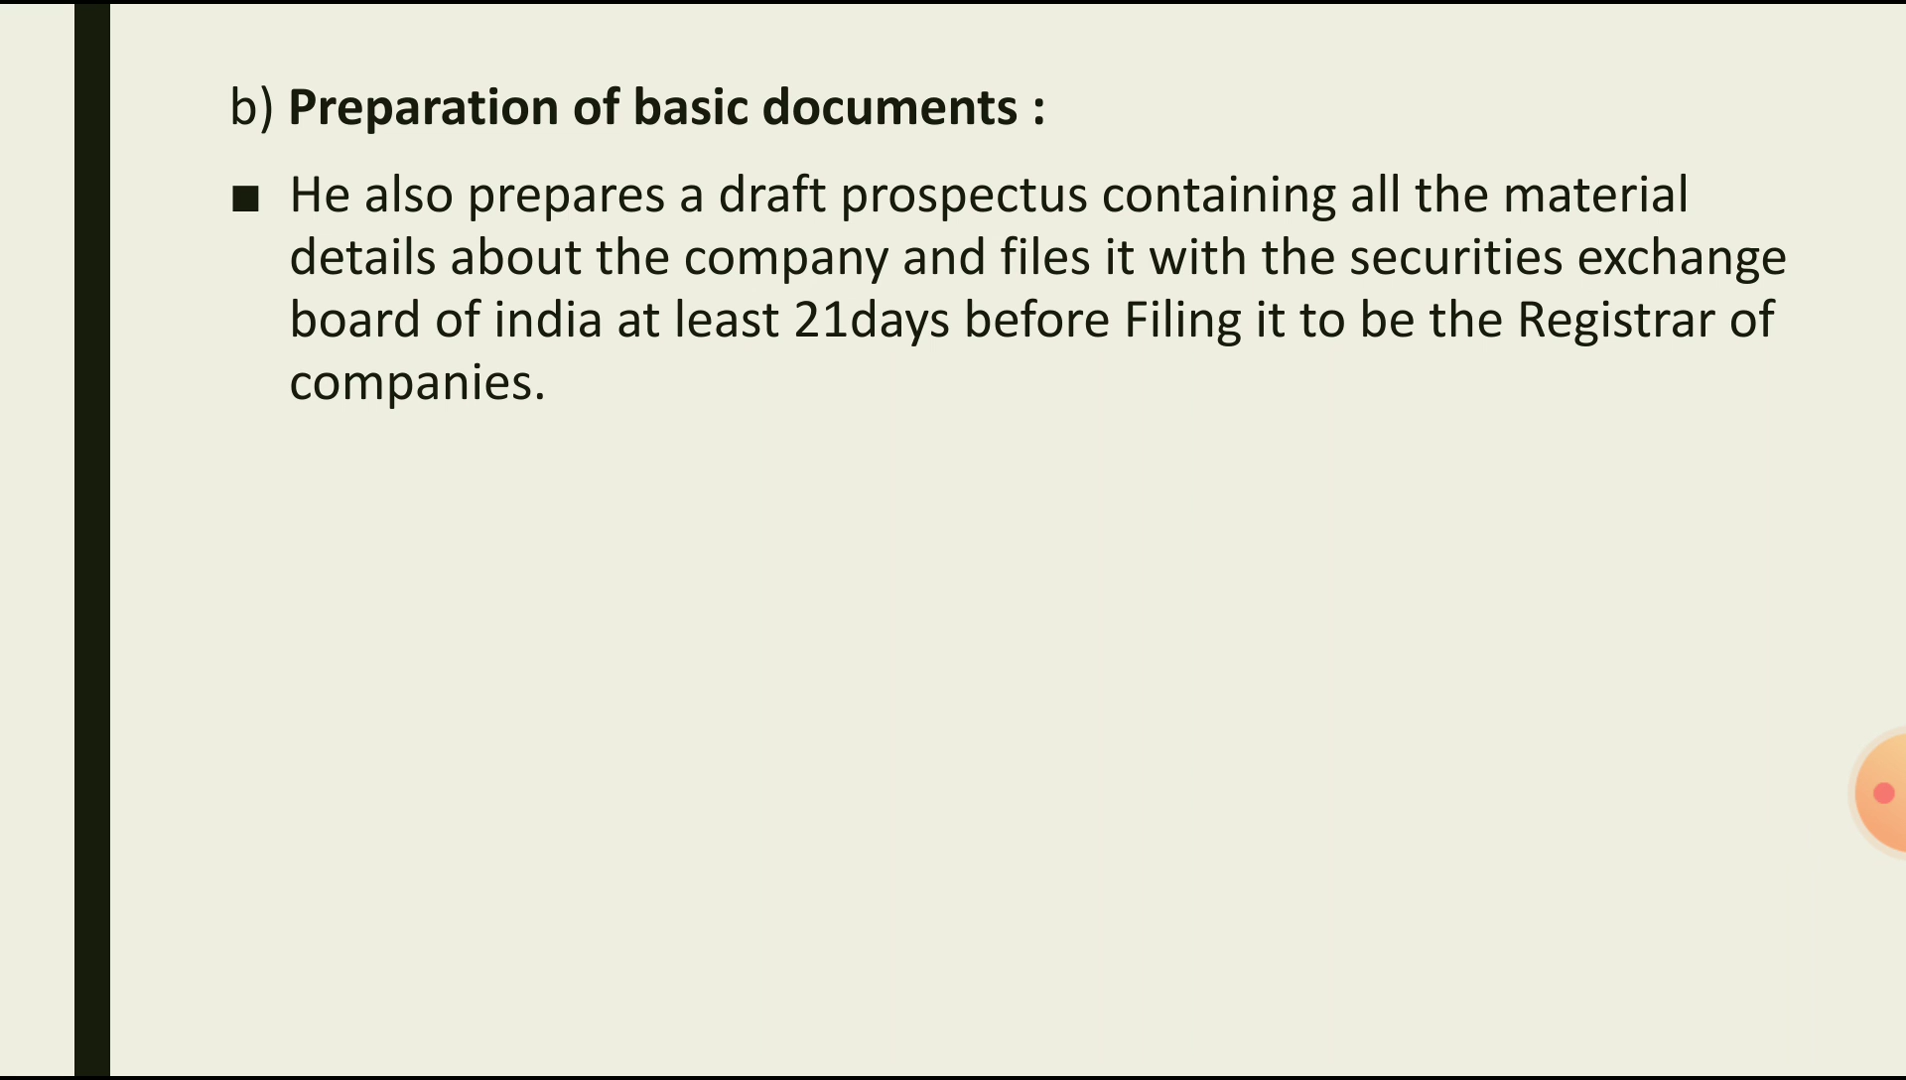 b) Preparation of basic documents :
■ He also prepares a draft prospectus containing all the material
details about the company and files it with the securities exchange
board of india at least 21days before Filing it to be the Registrar of
companies.